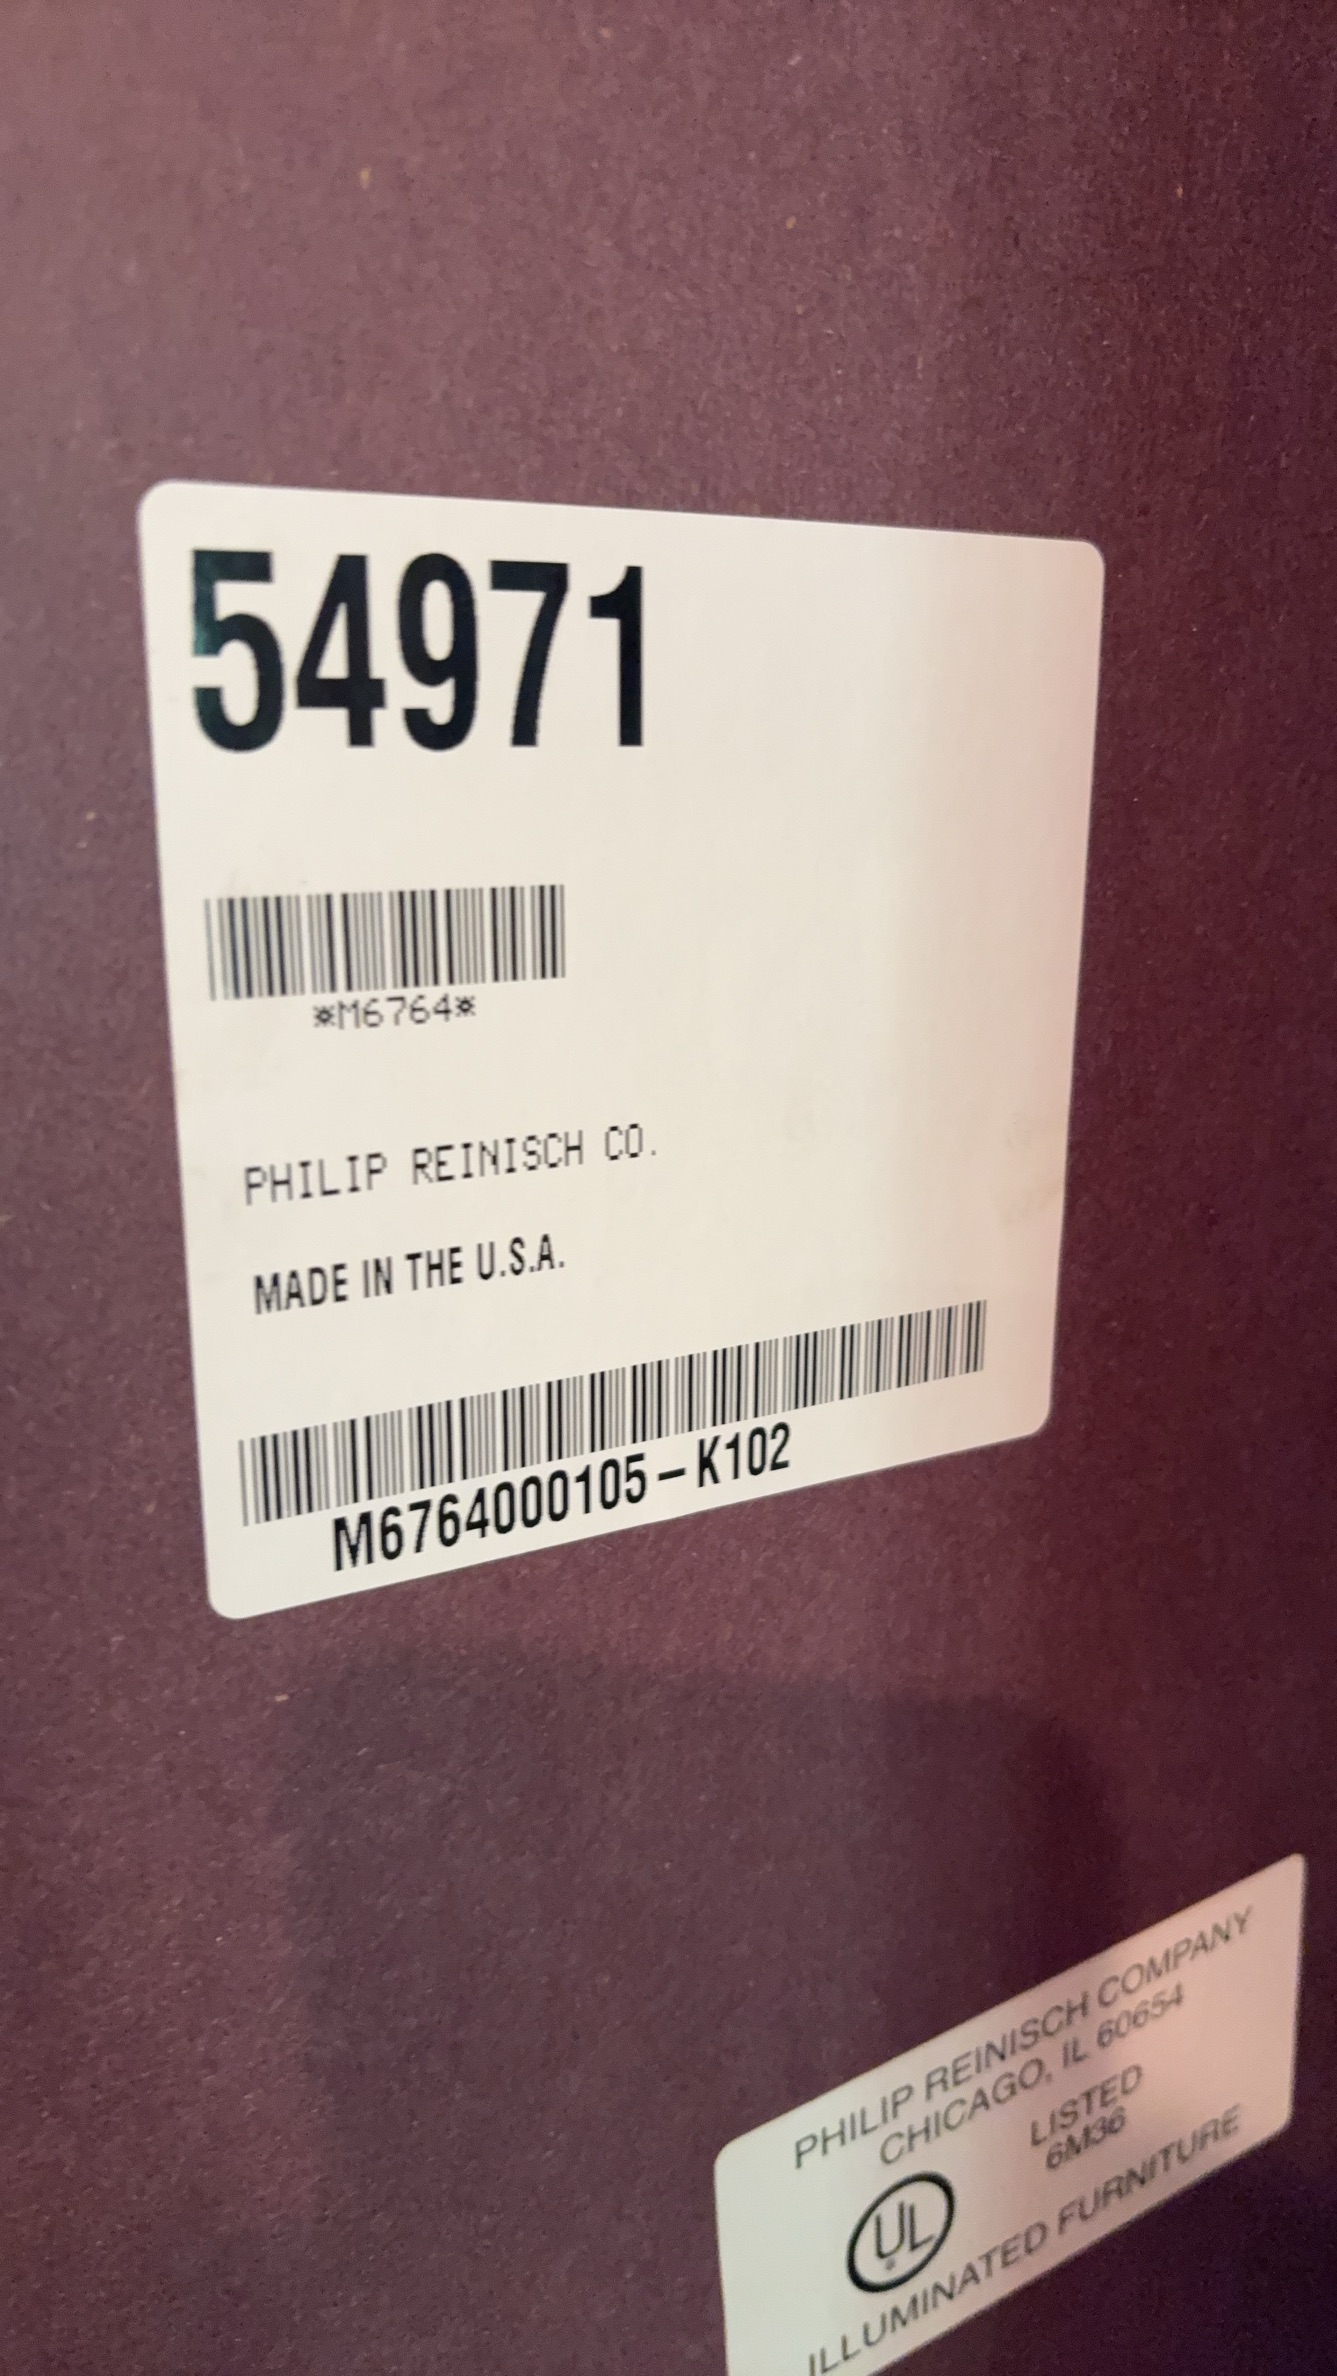 54971
*M6764*
PHILIP REINISCH CO.
MADE IN THE U.S.A.
M6764000105-K102
PHILIP REINISCH COMPANY
CHICAGO, IL 60654
LISTED
6M36
UL
ILLUMINATED FURNITURE